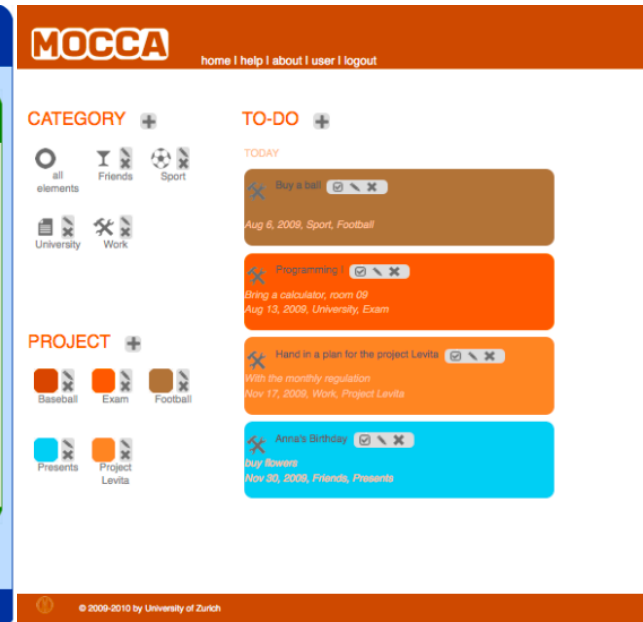 MOCCA
home I help I about I user I logout
CATEGORY
all
elements
Friends
Sport
University
Work
PROJECT
Baseball
Exam
Football
Presents
Project
Levita
TO-DO
TODAY
Buy a ball
Aug 6, 2009, Sport, Football
Programming I
Bring a calculator, room 09
Aug 13, 2009, University, Exam
Hand in a plan for the project Levita
With the monthly regulation
Nov 17, 2009, Work, Project Levita
Anna's Birthday
buy flowers
Nov 30, 2009, Friends, Presents
© 2009-2010 by University of Zurich